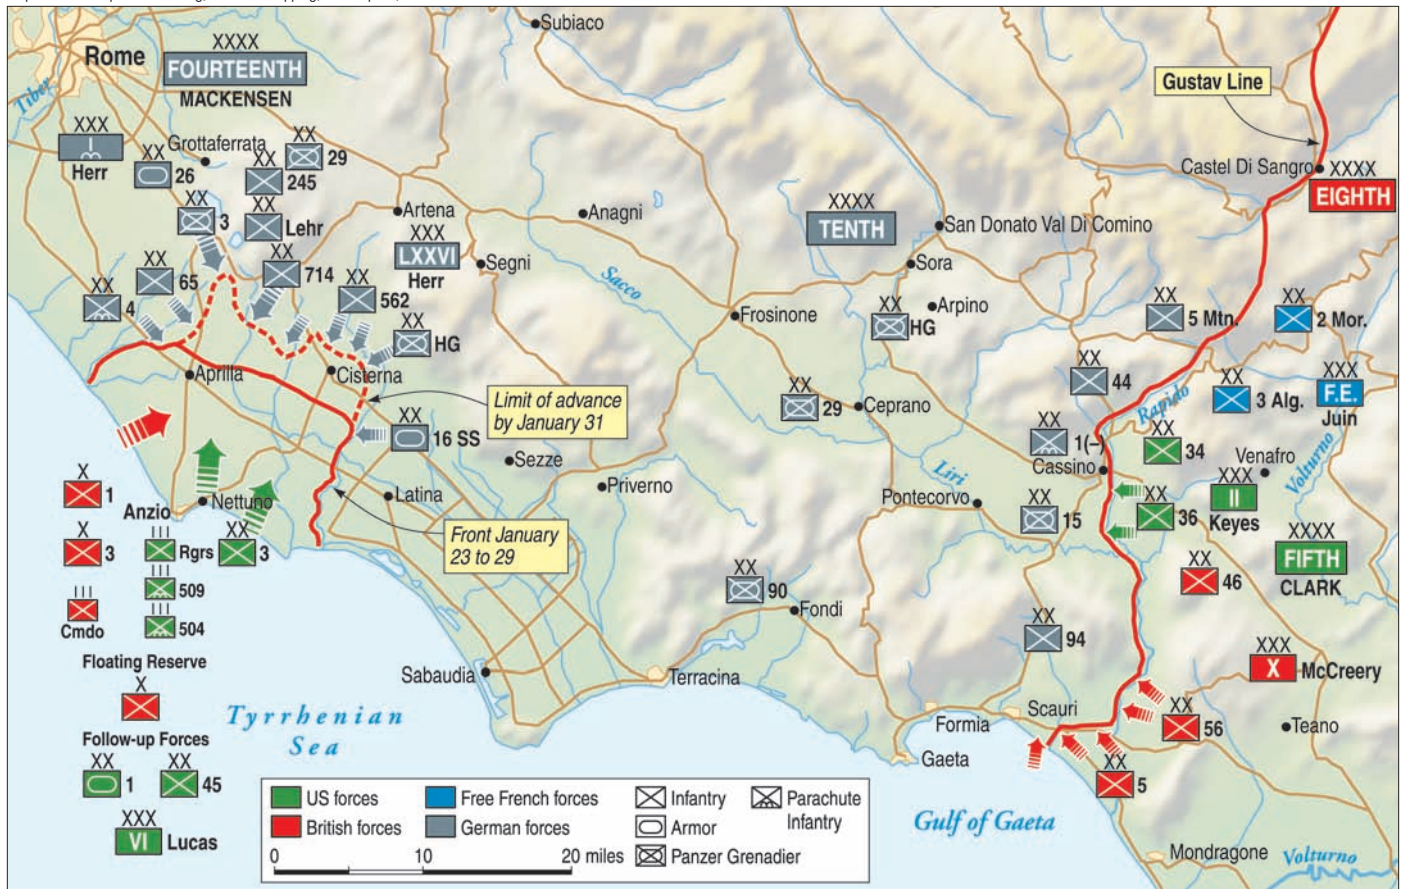 Subiaco
Rome
XXXX
FOURTEENTH
MACKENSEN
Tiber
Gustav Line
XXX
Herr
Grottaferrata
XX
26
XX
29
XX
245
Castel Di Sangro
XXXX
EIGHTH
XX
3
XX
Lehr
Artena
Anagni
XXXX
TENTH
San Donato Val Di Comino
XXX
LXXVI
Herr
Segni
Sora
XX
65
XX
714
Sacco
XX
4
XX
562
Frosinone
XX
HG
Arpino
XX
5 Mtn.
XX
2 Mor.
XX
HG
Aprilla
Cisterna
XX
44
Rapido
XX
3 Alg.
XXX
F.E.
Juin
Limit of advance
by January 31
XX
29
Ceprano
XX
16 SS
XX
1(–)
Cassino
XX
34
Venafro
Volturno
Sezze
Priverno
Liri
Pontecorvo
XXX
II
Keyes
X
1
Anzio
Nettuno
Latina
XX
15
XX
36
XXXX
FIFTH
CLARK
Front January
23 to 29
X
3
III
Rgrs
XX
3
III
509
XX
46
III
Cmdo
III
504
XX
90
Fondi
XX
94
Floating Reserve
X
XXX
X
McCreery
Sabaudia
Terracina
Tyrrhenian
Sea
Formia
Scauri
XX
56
Teano
Follow-up Forces
XX
1
XX
45
Gaeta
XX
5
XXX
VI
Lucas
US forces
Free French forces
Infantry
Parachute
Infantry
British forces
German forces
Armor
0
10
20 miles
Panzer Grenadier
Gulf of Gaeta
Mondragone
Volturno